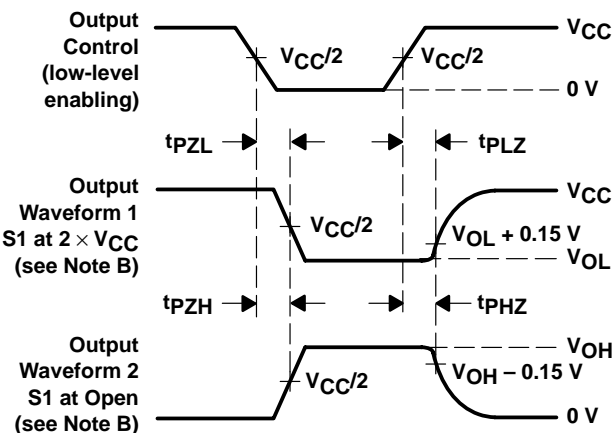 Output
Control
(low-level
enabling)
VCC/2
VCC/2
VCC
0 V
tPZL
tPLZ
Output
Waveform 1
S1 at 2 × VCC
(see Note B)
VCC/2
VCC
VOL + 0.15 V
VOL
tPZH
tPHZ
Output
Waveform 2
S1 at Open
(see Note B)
VCC/2
VOH
VOH – 0.15 V
0 V